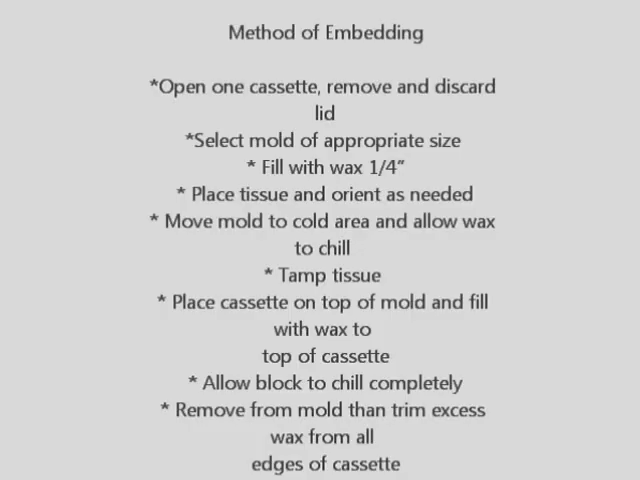 Method of Embedding
*Open one cassette, remove and discard
lid
*Select mold of appropriate size
* Fill with wax 1/4”
* Place tissue and orient as needed
* Move mold to cold area and allow wax
to chill
* Tamp tissue
* Place cassette on top of mold and fill
with wax to
top of cassette
* Allow block to chill completely
* Remove from mold than trim excess
wax from all
edges of cassette